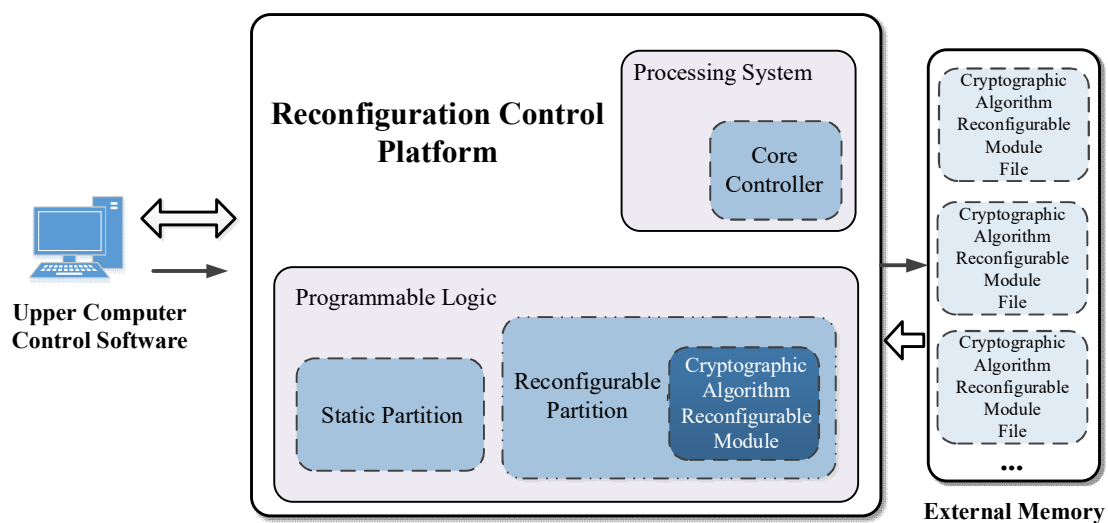 Reconfiguration Control
Platform
Processing System
Core
Controller
Programmable Logic
Static Partition
Reconfigurable
Partition
Cryptographic
Algorithm
Reconfigurable
Module
Upper Computer
Control Software
Cryptographic
Algorithm
Reconfigurable
Module
File
Cryptographic
Algorithm
Reconfigurable
Module
File
Cryptographic
Algorithm
Reconfigurable
Module
File
...
External Memory